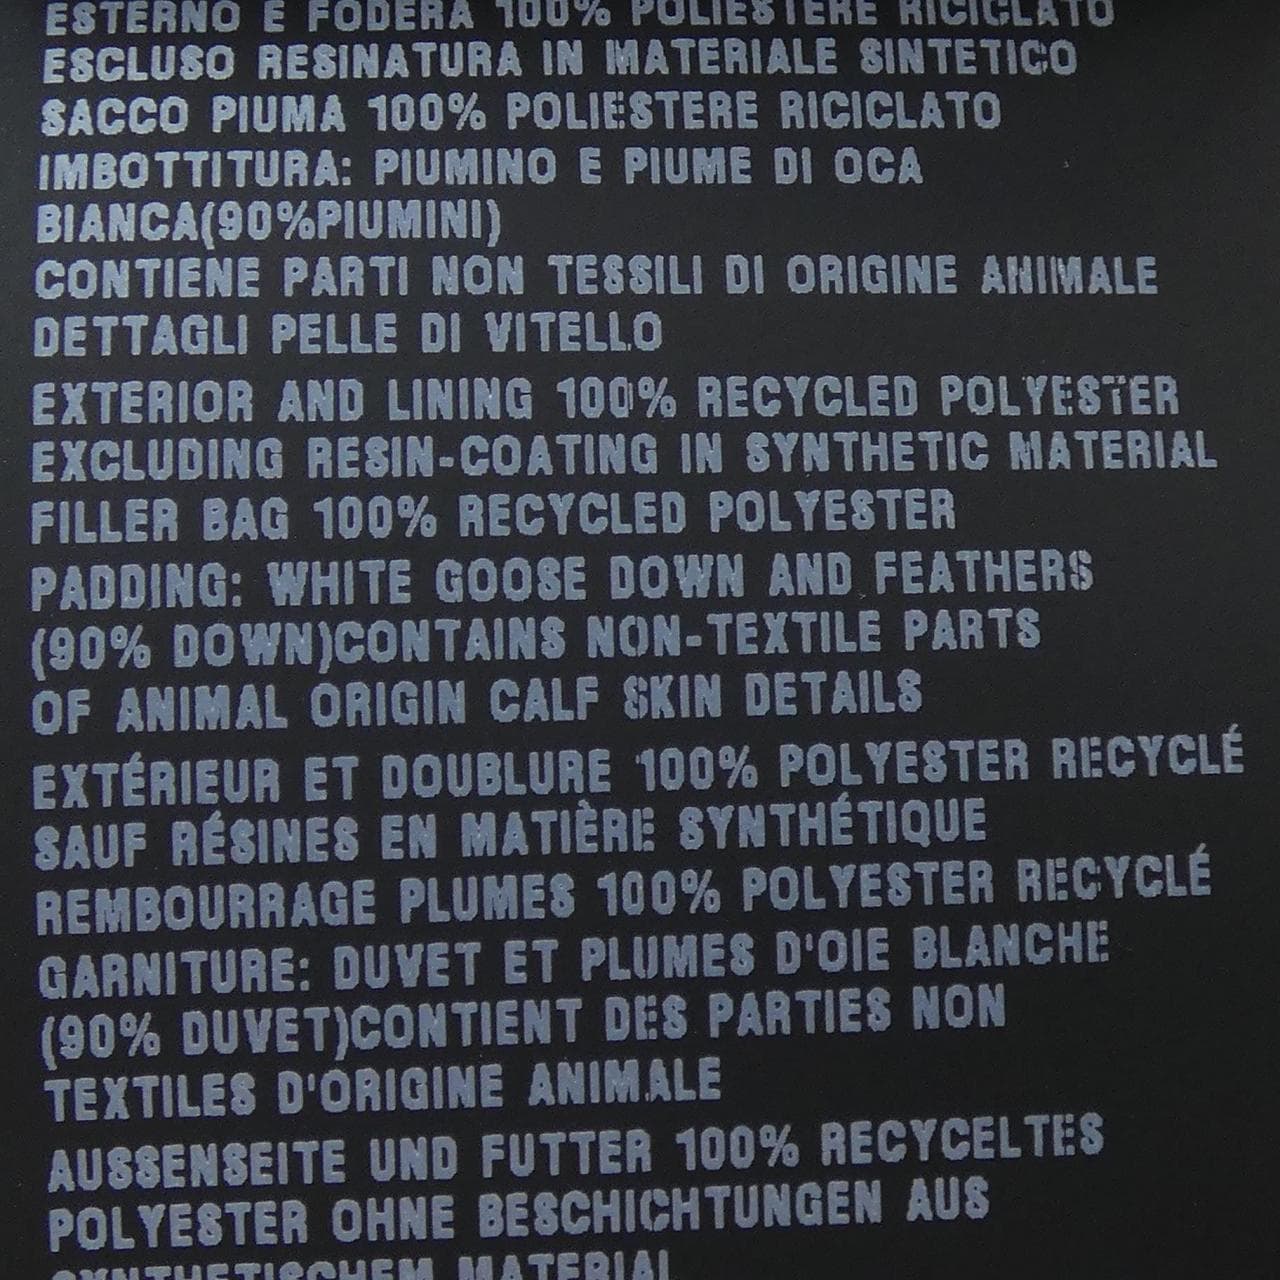 ESTERNO E FODERA 100% POLIESTERE RICICLATO
ESCLUSO RESINATURA IN MATERIALE SINTETICO
SACCO PIUMA 100% POLIESTERE RICICLATO
IMBOTTITURA: PIUMINO E PIUME DI OCA
BIANCA(90%PIUMINI)
CONTIENE PARTI NON TESSILI DI ORIGINE ANIMALE
DETTAGLI PELLE DI VITELLO
EXTERIOR AND LINING 100% RECYCLED POLYESTER
EXCLUDING RESIN-COATING IN SYNTHETIC MATERIAL
FILLER BAG 100% RECYCLED POLYESTER
PADDING: WHITE GOOSE DOWN AND FEATHERS
(90% DOWN)CONTAINS NON-TEXTILE PARTS
OF ANIMAL ORIGIN CALF SKIN DETAILS
EXTÉRIEUR ET DOUBLURE 100% POLYESTER RECYCLÉ
SAUF RÉSINES EN MATIÈRE SYNTHÉTIQUE
REMBOURRAGE PLUMES 100% POLYESTER RECYCLÉ
GARNITURE: DUVET ET PLUMES D'OIE BLANCHE
(90% DUVET)CONTIENT DES PARTIES NON
TEXTILES D'ORIGINE ANIMALE
AUSSENSEITE UND FUTTER 100% RECYCELTES
POLYESTER OHNE BESCHICHTUNGEN AUS
SYNTHETISCHEM MATERIAL